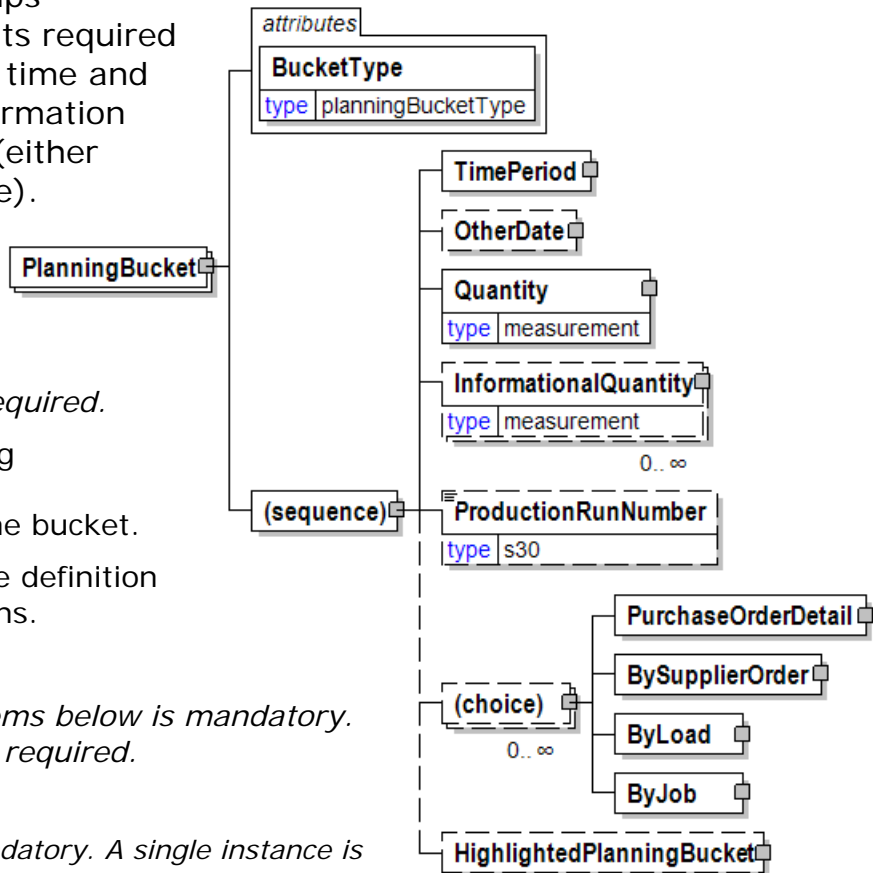 ps
ts required
time and
rmation
(either
e).
equired.
g
ne bucket.
e definition
ns.
oms below is mandatory.
required.
datory. A single instance is
attributes
BucketType
type planningBucketType
PlanningBucket
(sequence)
TimePeriod
OtherDate
Quantity
type measurement
InformationalQuantity
type measurement
0.. ∞
ProductionRunNumber
type s30
(choice)
0.. ∞
PurchaseOrderDetail
BySupplierOrder
ByLoad
ByJob
HighlightedPlanningBucket